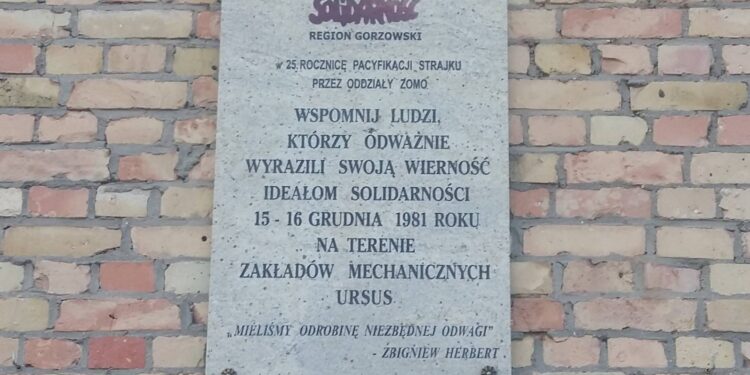 SOLIDARNOŚĆ
REGION GORZOWSKI
w 25. ROCZNICĘ PACYFIKACJI STRAJKU
PRZEZ ODDZIAŁY ZOMO
WSPOMNIJ LUDZI,
KTÓRZY ODWAŻNIE
WYRAZILI SWOJĄ WIERNOŚĆ
IDEAŁOM SOLIDARNOŚCI
15 - 16 GRUDNIA 1981 ROKU
NA TERENIE
ZAKŁADÓW MECHANICZNYCH
URSUS
„MIELIŚMY ODROBINĘ NIEZBĘDNEJ ODWAGI"
- ZBIGNIEW HERBERT